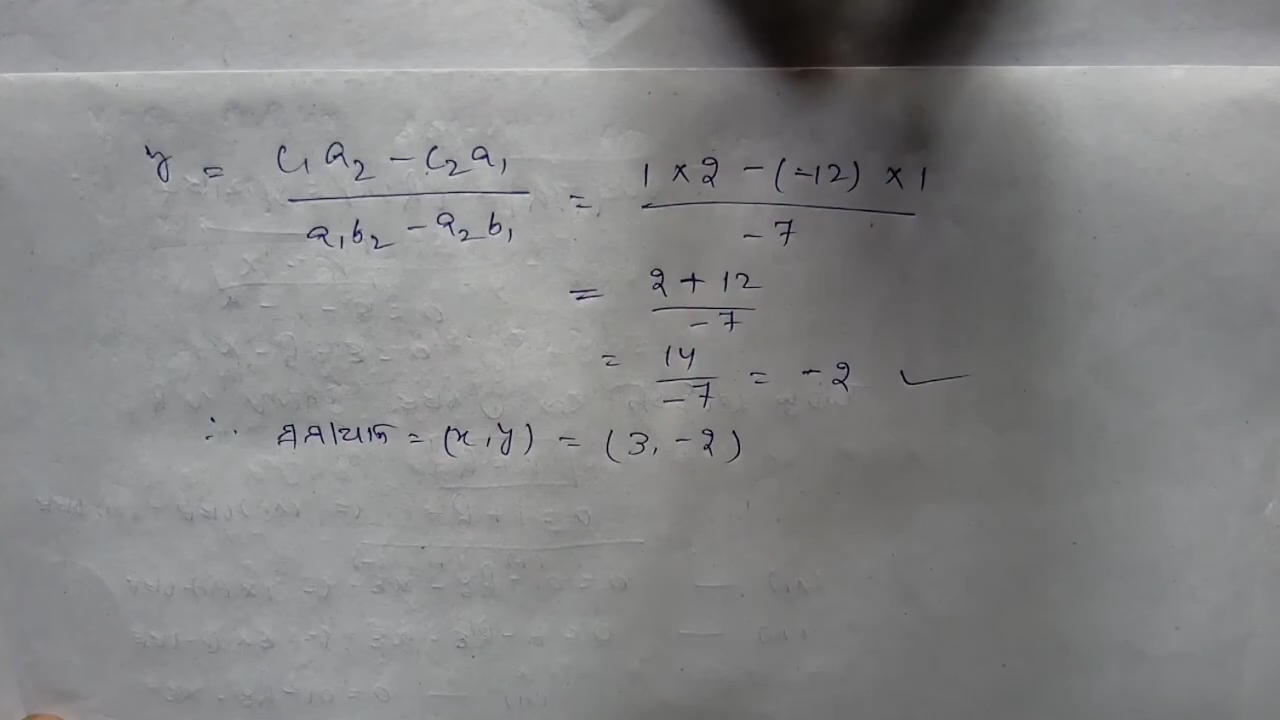 y = (c₁a₂ - c₂a₁)/(a₁b₂ - a₂b₁) = (1 × 2 - (-12) × 1)/(-7)
= (2 + 12)/(-7)
= 14/(-7) = -2 ✓
∴ সমাধান = (x, y) = (3, -2)